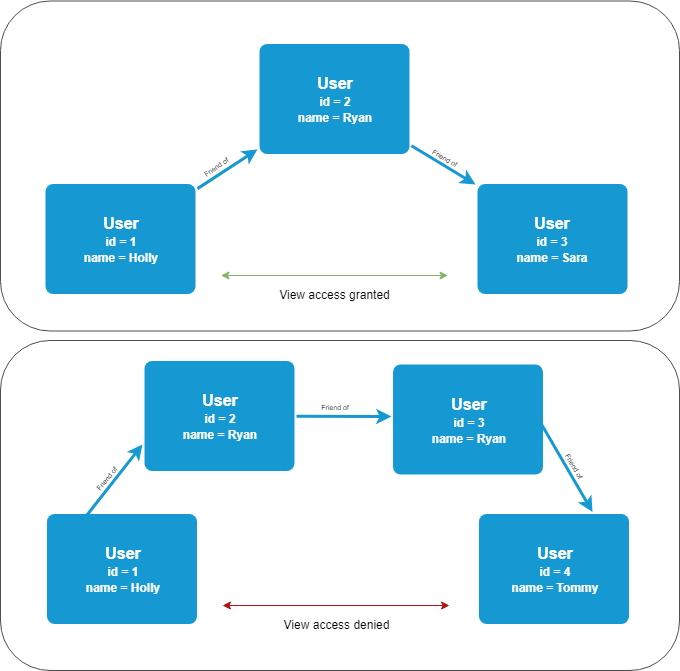 User
id = 2
name = Ryan
Friend of
Friend of
User
id = 1
name = Holly
User
id = 3
name = Sara
View access granted
User
id = 2
name = Ryan
Friend of
User
id = 3
name = Ryan
Friend of
Friend of
User
id = 1
name = Holly
User
id = 4
name = Tommy
View access denied